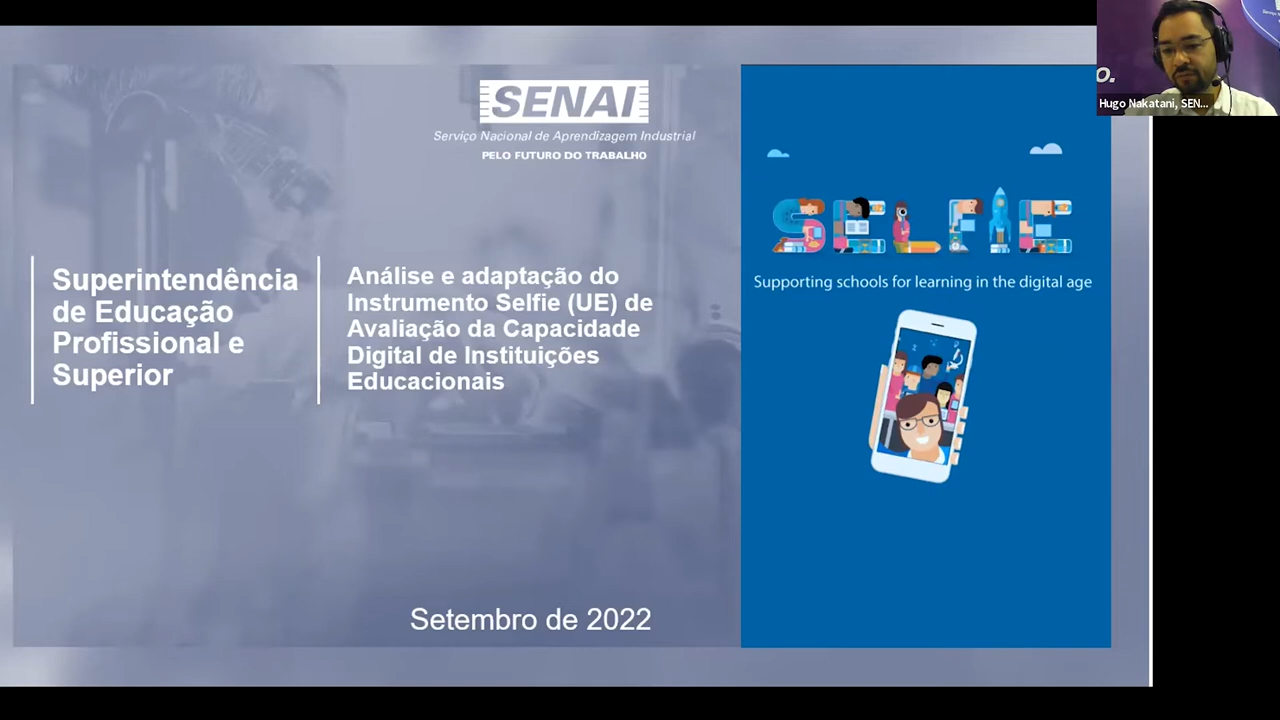 SENAI
Serviço Nacional de Aprendizagem Industrial
PELO FUTURO DO TRABALHO
Superintendência
de Educação
Profissional e
Superior
Análise e adaptação do
Instrumento Selfie (UE) de
Avaliação da Capacidade
Digital de Instituições
Educacionais
Setembro de 2022
SELFIE
Supporting schools for learning in the digital age
O.
Hugo Nakatani, SEN...